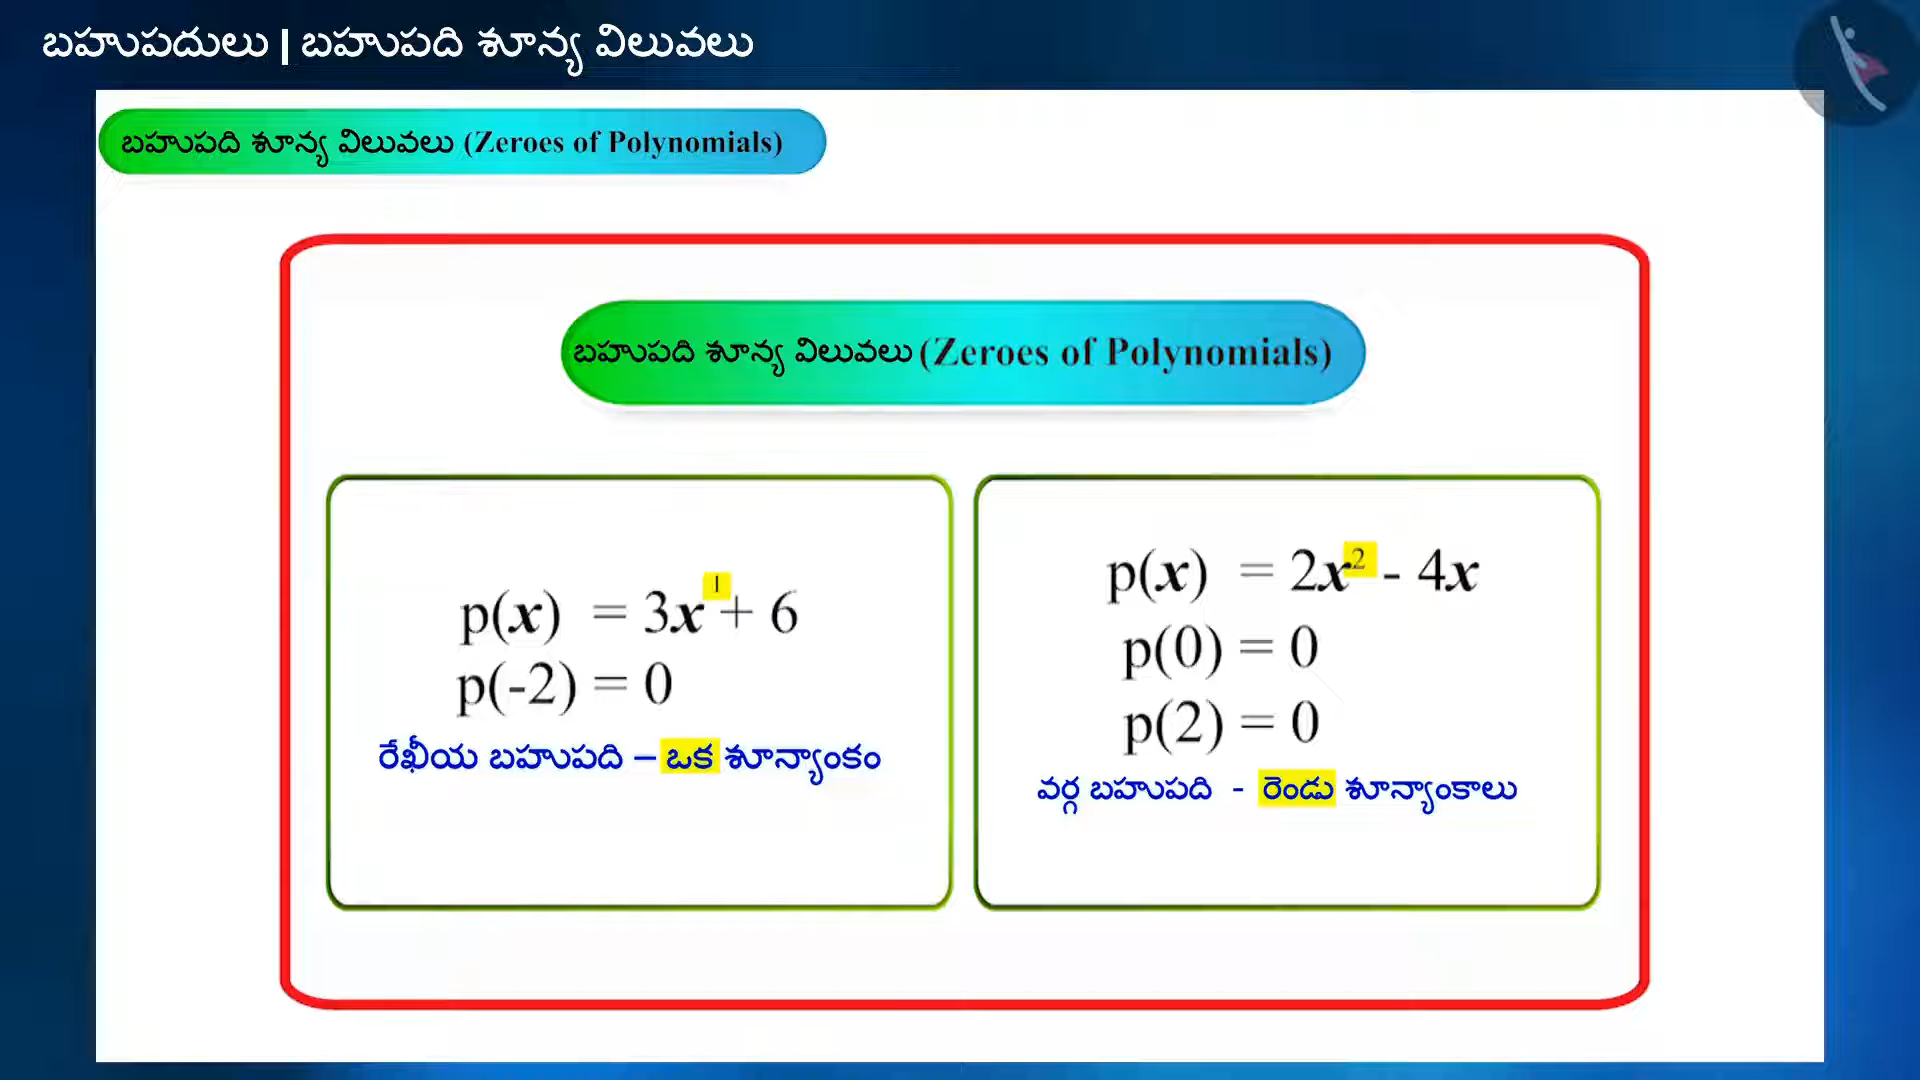 బహుపదులు | బహుపది శూన్య విలువలు
బహుపది శూన్య విలువలు (Zeroes of Polynomials)
బహుపది శూన్య విలువలు (Zeroes of Polynomials)
p(x) = 3x¹ + 6
p(-2) = 0
రేఖీయ బహుపది – ఒక శూన్యాంకం
p(x) = 2x² - 4x
p(0) = 0
p(2) = 0
వర్గ బహుపది - రెండు శూన్యాంకాలు